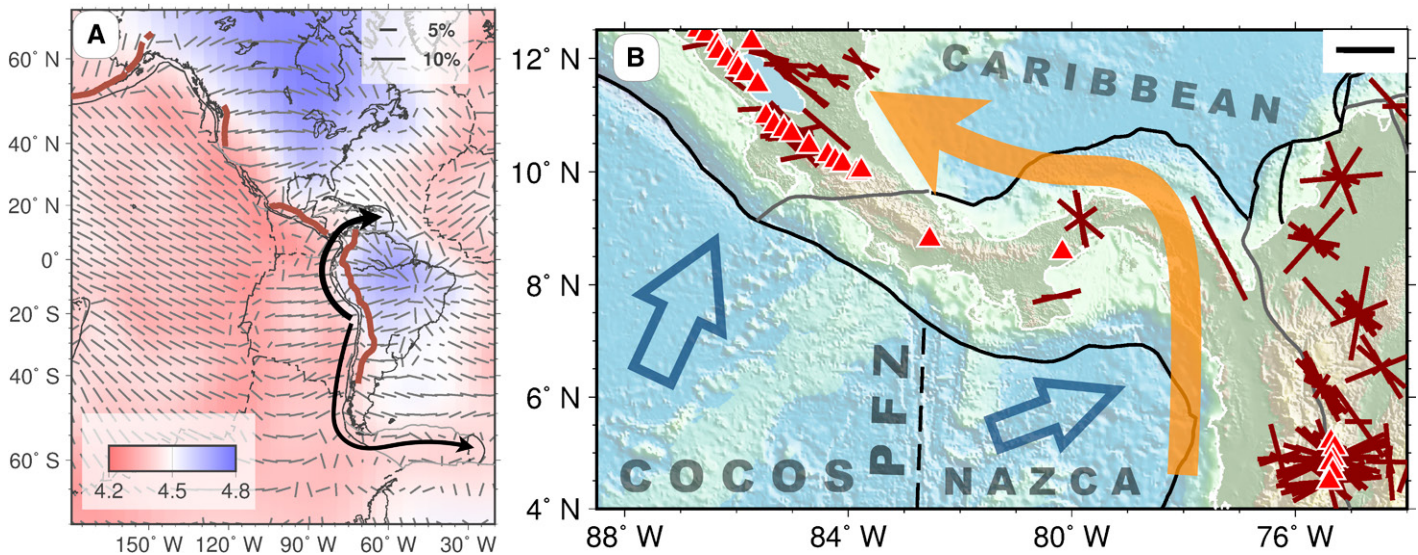 A
5%
10%
60° N
40° N
20° N
0°
20° S
40° S
60° S
4.2 4.5 4.8
150° W 120° W 90° W 60° W 30° W
B
CARIBBEAN
12° N
10° N
8° N
6° N
4° N
PFZ
COCOS
NAZCA
88° W 84° W 80° W 76° W